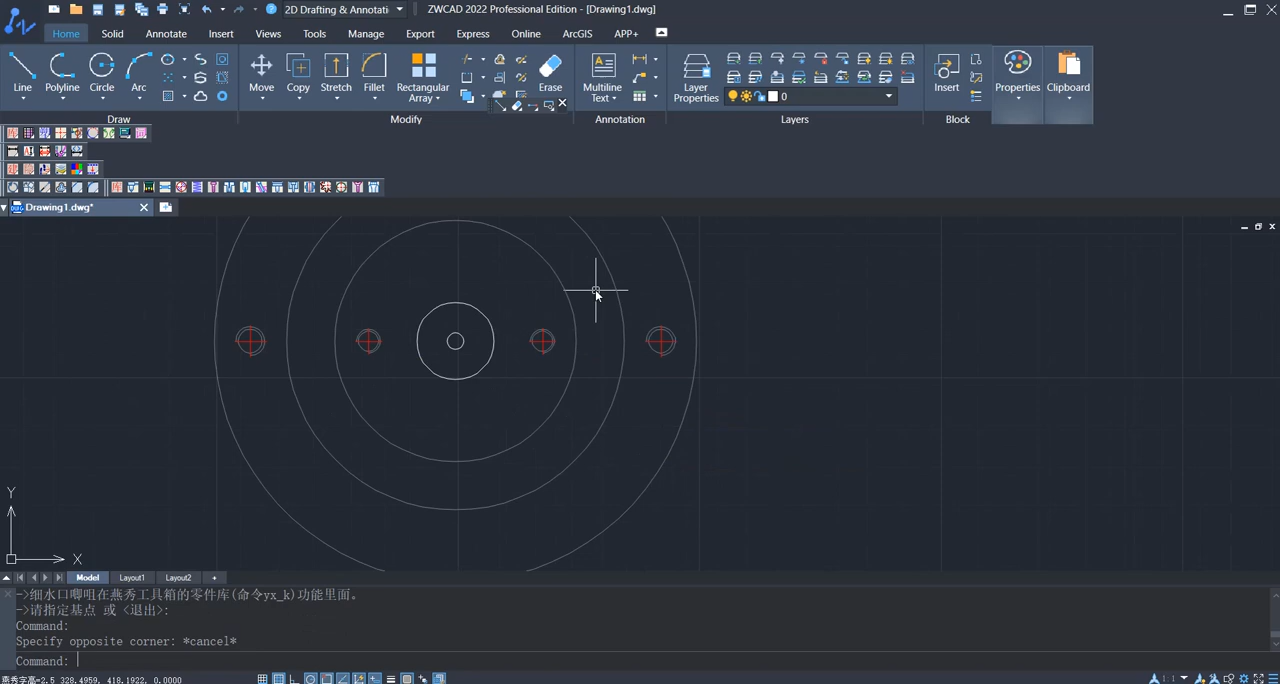 2D Drafting & Annotati ZWCAD 2022 Professional Edition - [Drawing1.dwg]
Home Solid Annotate Insert Views Tools Manage Export Express Online ArcGIS APP+
Line Polyline Circle Arc Move Copy Stretch Fillet Rectangular Array Erase Multiline Text Layer Properties Insert Properties Clipboard
0
Draw Modify Annotation Layers Block
Drawing1.dwg*
Y
X
Model Layout1 Layout2 +
->细水口唧咀在燕秀工具箱的零件库(命令yx_k)功能里面。
->请指定基点 或 <退出>:
Command:
Specify opposite corner: *cancel*
Command:
燕秀字高=2.5 328.4959, 418.1922, 0.0000